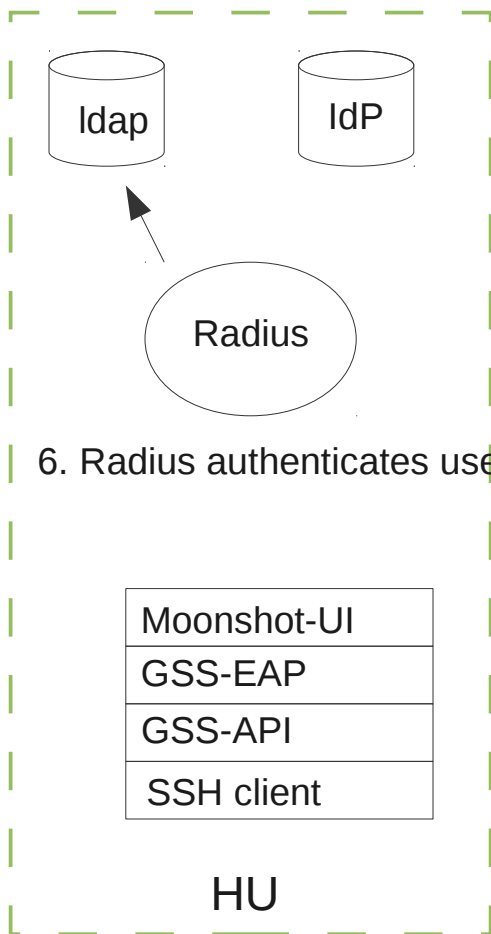 ldap
IdP
Radius
6. Radius authenticates use
Moonshot-UI
GSS-EAP
GSS-API
SSH client
HU